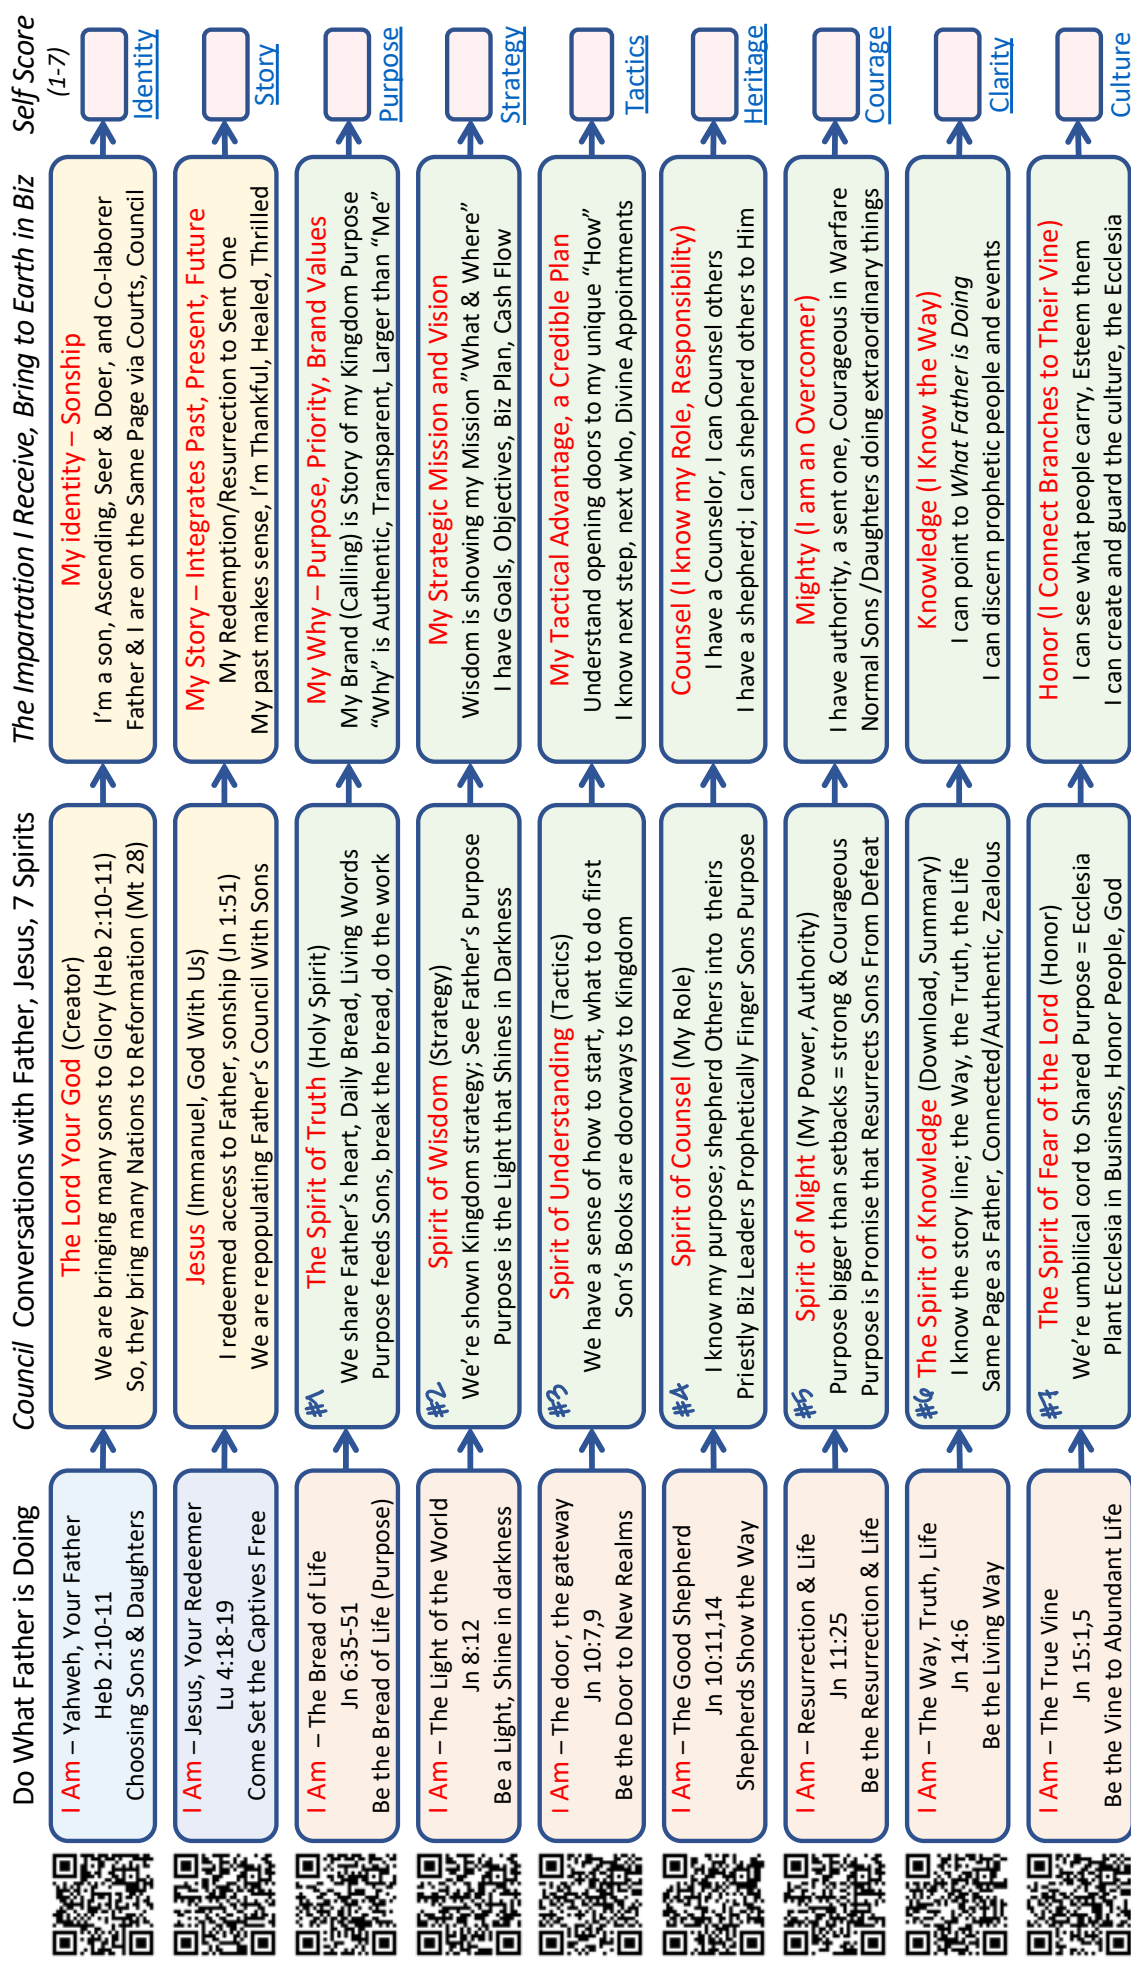 Do What Father is Doing
Council Conversations with Father, Jesus, 7 Spirits
The Impartation I Receive, Bring to Earth in Biz
Self Score
(1-7)
I Am – Yahweh, Your Father
Heb 2:10-11
Choosing Sons & Daughters
The Lord Your God (Creator)
We are bringing many sons to Glory (Heb 2:10-11)
So, they bring many Nations to Reformation (Mt 28)
My identity – Sonship
I'm a son, Ascending, Seer & Doer, and Co-laborer
Father & I are on the Same Page via Courts, Council
Identity
I Am – Jesus, Your Redeemer
Lu 4:18-19
Come Set the Captives Free
Jesus (Immanuel, God With Us)
I redeemed access to Father, sonship (Jn 1:51)
We are repopulating Father's Council With Sons
My Story – Integrates Past, Present, Future
My Redemption/Resurrection to Sent One
My past makes sense, I'm Thankful, Healed, Thrilled
Story
I Am – The Bread of Life
Jn 6:35-51
Be the Bread of Life (Purpose)
#1
The Spirit of Truth (Holy Spirit)
We share Father's heart, Daily Bread, Living Words
Purpose feeds Sons, break the bread, do the work
My Why – Purpose, Priority, Brand Values
My Brand (Calling) is Story of my Kingdom Purpose
“Why” is Authentic, Transparent, Larger than “Me”
Purpose
I Am – The Light of the World
Jn 8:12
Be a Light, Shine in darkness
#2
Spirit of Wisdom (Strategy)
We're shown Kingdom strategy; See Father's Purpose
Purpose is the Light that Shines in Darkness
My Strategic Mission and Vision
Wisdom is showing my Mission ”What & Where”
I have Goals, Objectives, Biz Plan, Cash Flow
Strategy
I Am – The door, the gateway
Jn 10:7,9
Be the Door to New Realms
#3
Spirit of Understanding (Tactics)
We have a sense of how to start, what to do first
Son's Books are doorways to Kingdom
My Tactical Advantage, a Credible Plan
Understand opening doors to my unique “How”
I know next step, next who, Divine Appointments
Tactics
I Am – The Good Shepherd
Jn 10:11,14
Shepherds Show the Way
#4
Spirit of Counsel (My Role)
I know my purpose; shepherd Others into theirs
Priestly Biz Leaders Prophetically Finger Sons Purpose
Counsel (I know my Role, Responsibility)
I have a Counselor, I can Counsel others
I have a shepherd; I can shepherd others to Him
Heritage
I Am – Resurrection & Life
Jn 11:25
Be the Resurrection & Life
#5
Spirit of Might (My Power, Authority)
Purpose bigger than setbacks = strong & Courageous
Purpose is Promise that Resurrects Sons From Defeat
Mighty (I am an Overcomer)
I have authority, a sent one, Courageous in Warfare
Normal Sons /Daughters doing extraordinary things
Courage
I Am – The Way, Truth, Life
Jn 14:6
Be the Living Way
#6
The Spirit of Knowledge (Download, Summary)
I know the story line; the Way, the Truth, the Life
Same Page as Father, Connected/Authentic, Zealous
Knowledge (I Know the Way)
I can point to What Father is Doing
I can discern prophetic people and events
Clarity
I Am – The True Vine
Jn 15:1,5
Be the Vine to Abundant Life
#7
The Spirit of Fear of the Lord (Honor)
We're umbilical cord to Shared Purpose = Ecclesia
Plant Ecclesia in Business, Honor People, God
Honor (I Connect Branches to Their Vine)
I can see what people carry, Esteem them
I can create and guard the culture, the Ecclesia
Culture